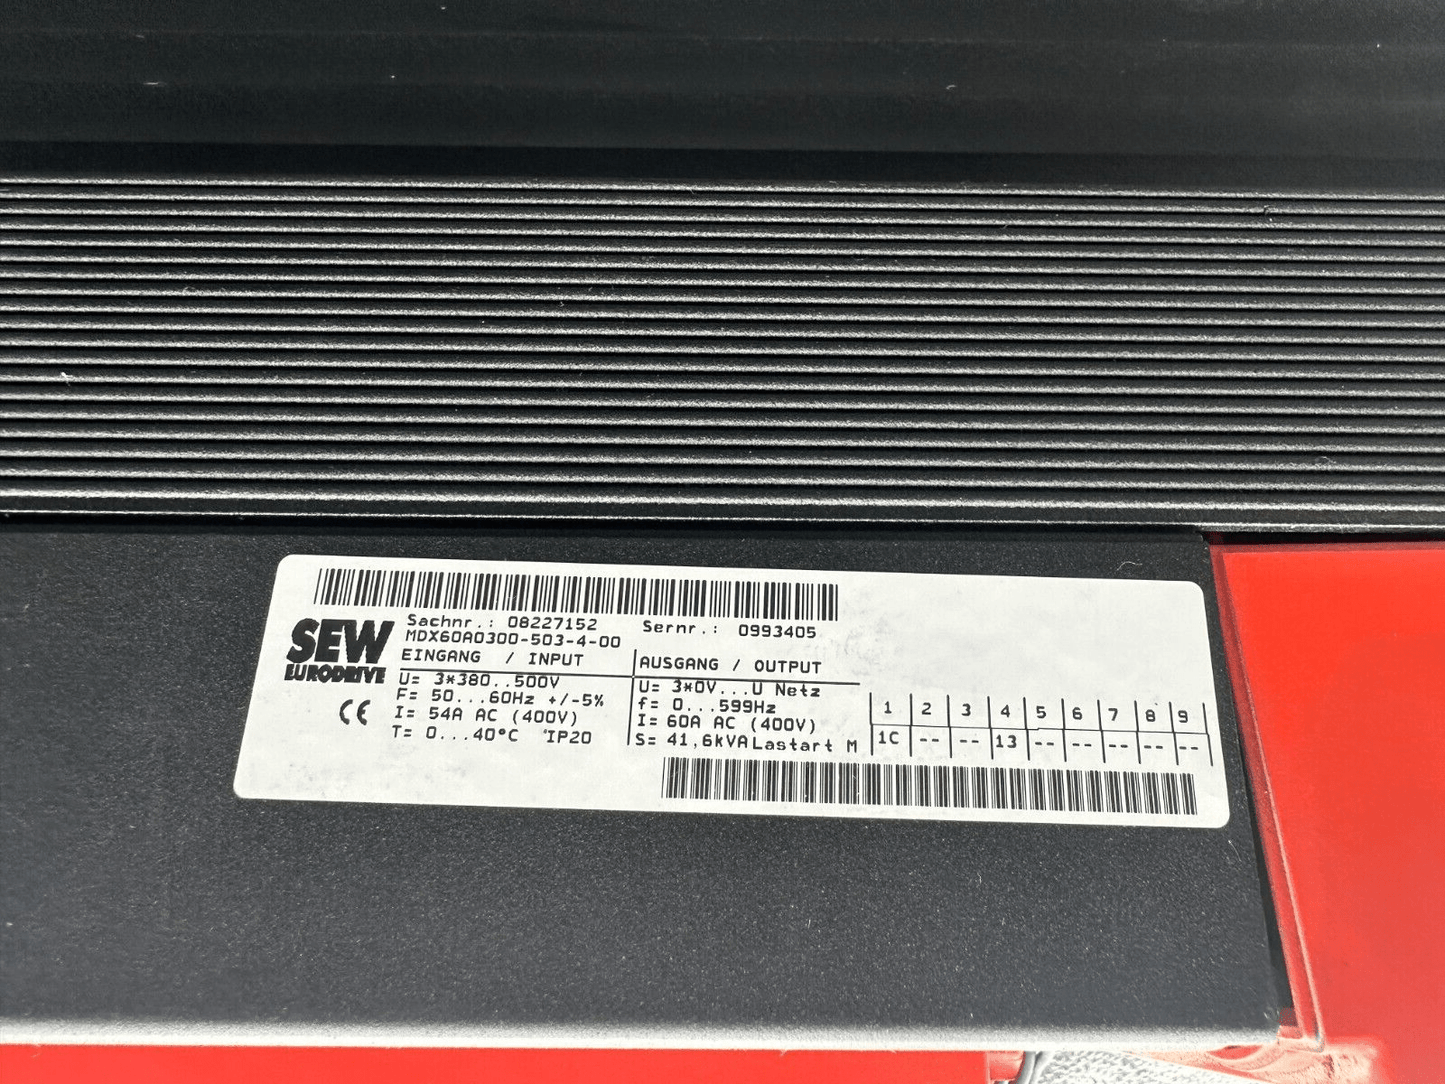 SEW
EURODRIVE
CE
Sachnr.: 08227152 Sernr.: 0993405
MDX60A0300-503-4-00
EINGANG / INPUT
U= 3*380..500V
F= 50...60Hz +/-5%
I= 54A AC (400V)
T= 0...40°C IP20
AUSGANG / OUTPUT
U= 3*0V...U Netz
f= 0...599Hz
I= 60A AC (400V)
S= 41,6kVA Lastart M
1 2 3 4 5 6 7 8 9
1C -- -- 13 -- -- -- -- --